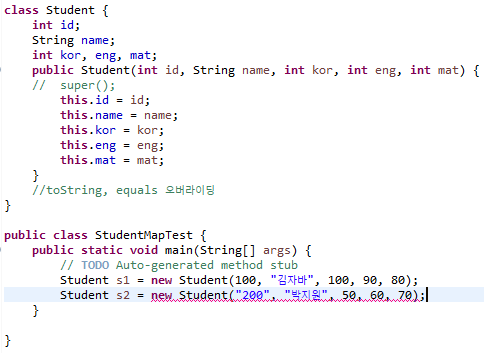 class Student {
int id;
String name;
int kor, eng, mat;
public Student(int id, String name, int kor, int eng, int mat) {
// super();
this.id = id;
this.name = name;
this.kor = kor;
this.eng = eng;
this.mat = mat;
}
//toString, equals 오버라이딩
}
public class StudentMapTest {
public static void main(String[] args) {
// TODO Auto-generated method stub
Student s1 = new Student(100, "김자바", 100, 90, 80);
Student s2 = new Student("200", "박지원", 50, 60, 70);
}
}